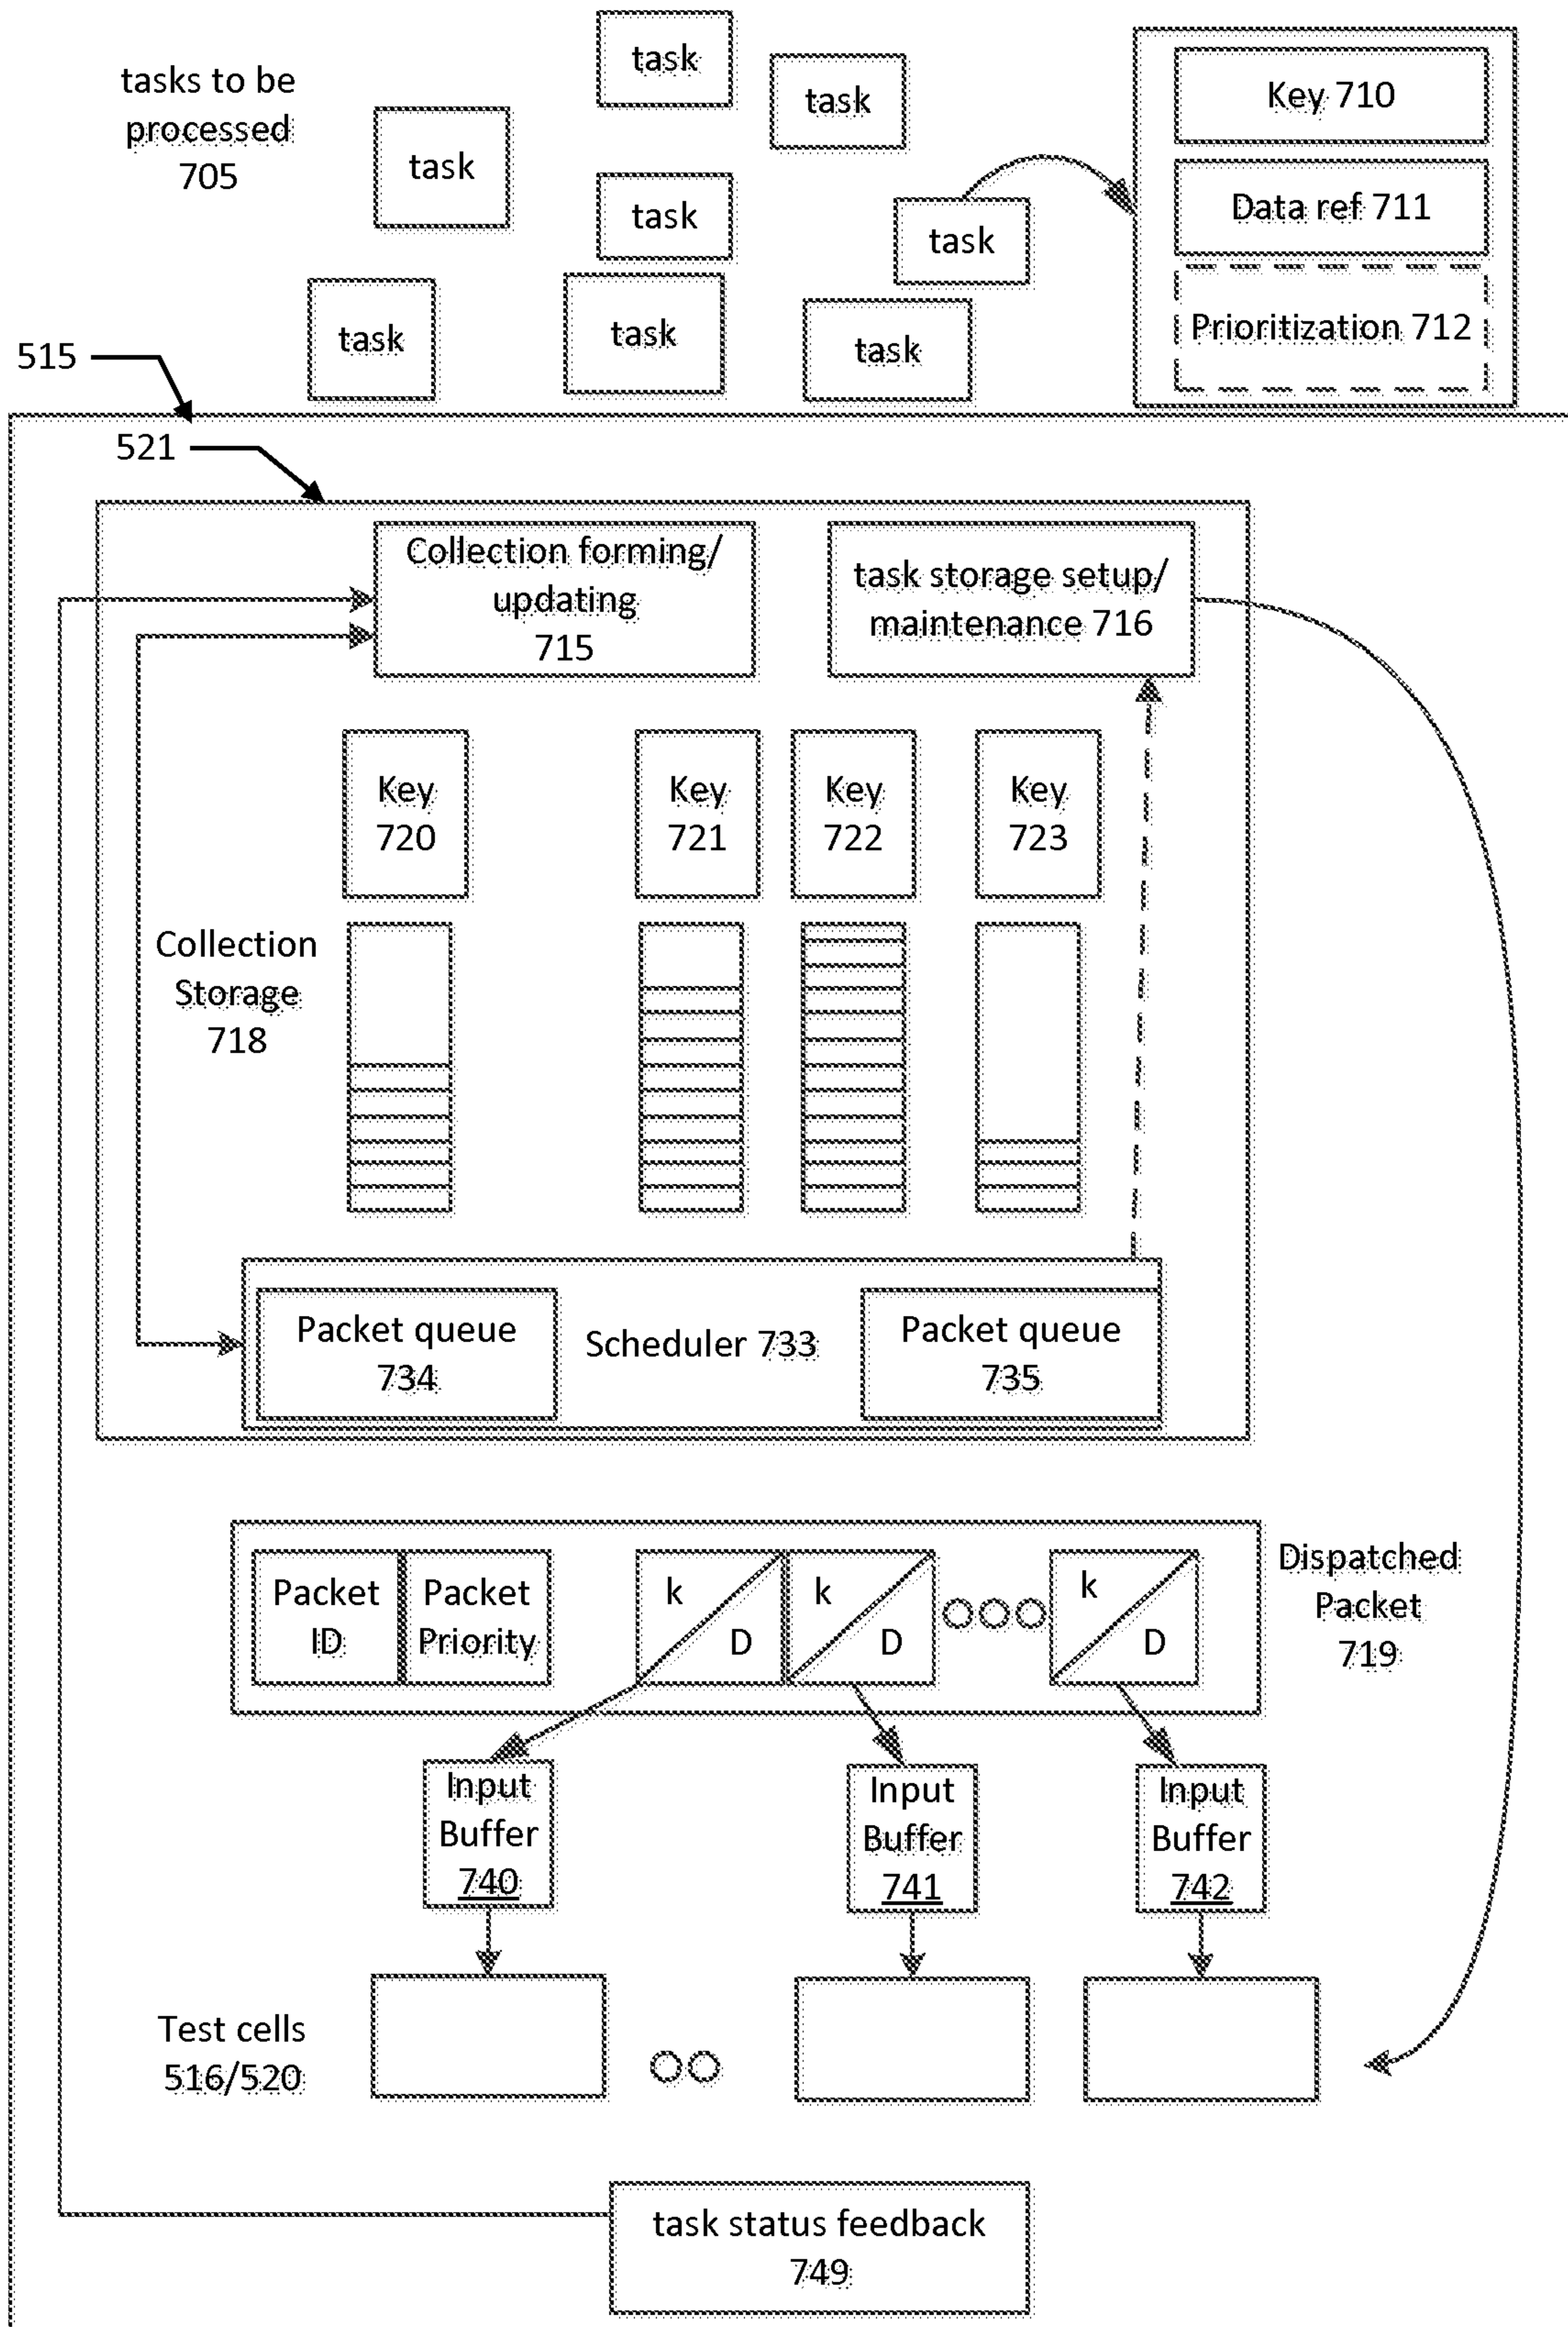 tasks to be
processed
705
task
task
task
task
task
task
task
task
Key 710
Data ref 711
Prioritization 712
515
521
Collection forming/
updating
715
task storage setup/
maintenance 716
Key
720
Key
721
Key
722
Key
723
Collection
Storage
718
Packet queue
734
Scheduler 733
Packet queue
735
Packet
ID
Packet
Priority
k
D
k
D
k
D
Dispatched
Packet
719
Input
Buffer
740
Input
Buffer
741
Input
Buffer
742
Test cells
516/520
task status feedback
749